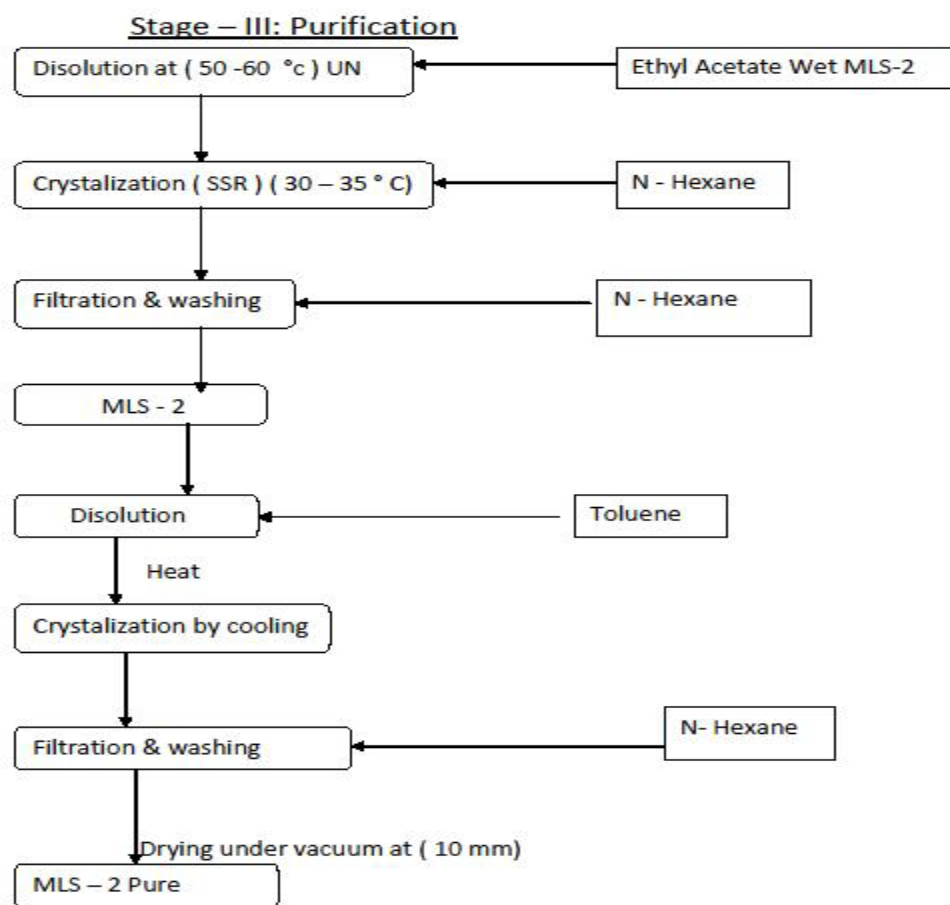 Stage – III: Purification
Disolution at ( 50 -60 °c ) UN
Ethyl Acetate Wet MLS-2
Crystalization ( SSR ) ( 30 – 35 ° C)
N - Hexane
Filtration & washing
N - Hexane
MLS - 2
Disolution
Toluene
Heat
Crystalization by cooling
Filtration & washing
N- Hexane
Drying under vacuum at ( 10 mm)
MLS – 2 Pure